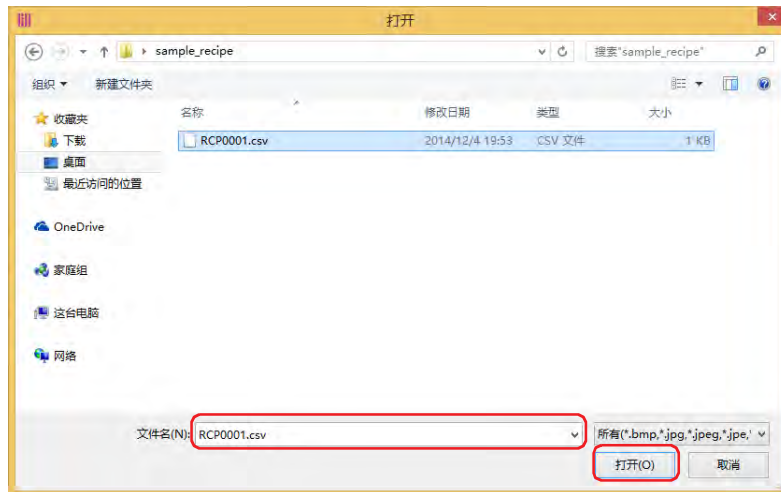 打开
sample_recipe
搜索"sample_recipe"
组织
新建文件夹
名称 修改日期 类型 大小
RCP0001.csv 2014/12/4 19:53 CSV 文件 1 KB
收藏夹
下载
桌面
最近访问的位置
OneDrive
家庭组
这台电脑
网络
文件名(N): RCP0001.csv 所有(*.bmp,*.jpg,*.jpeg,*.jpe,'
打开(O) 取消